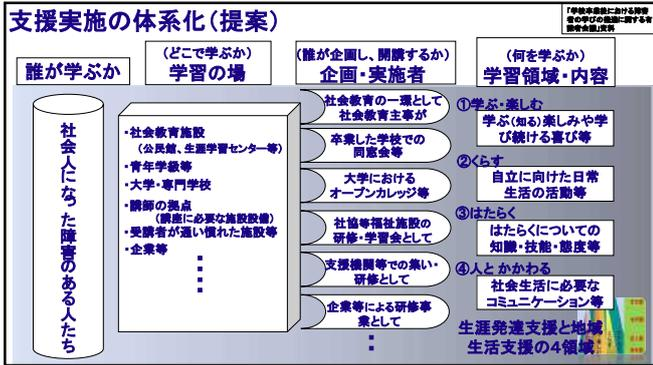 支援実施の体系化(提案)
「学校卒業後における障害
者の学びの推進に関する有
識者会議」資料
誰が学ぶか
(どこで学ぶか)
学習の場
(誰が企画し、開講するか)
企画・実施者
(何を学ぶか)
学習領域・内容
社会人になった障害のある人たち
・社会教育施設
(公民館、生涯学習センター等)
・青年学級等
・大学・専門学校
・講師の拠点
(講座に必要な施設設備)
・受講者が通い慣れた施設等
・企業等
社会教育の一環として
社会教育主事が
卒業した学校での
同窓会等
大学における
オープンカレッジ等
社協等福祉施設の
研修・学習会として
支援機関等での集い・
研修として
企業等による研修事
業として
①学ぶ・楽しむ
学ぶ(知る)楽しみや学
び続ける喜び等
②くらす
自立に向けた日常
生活の活動等
③はたらく
はたらくについての
知識・技能・態度等
④人と かかわる
社会生活に必要な
コミュニケーション等
生涯発達支援と地域
生活支援の4領域